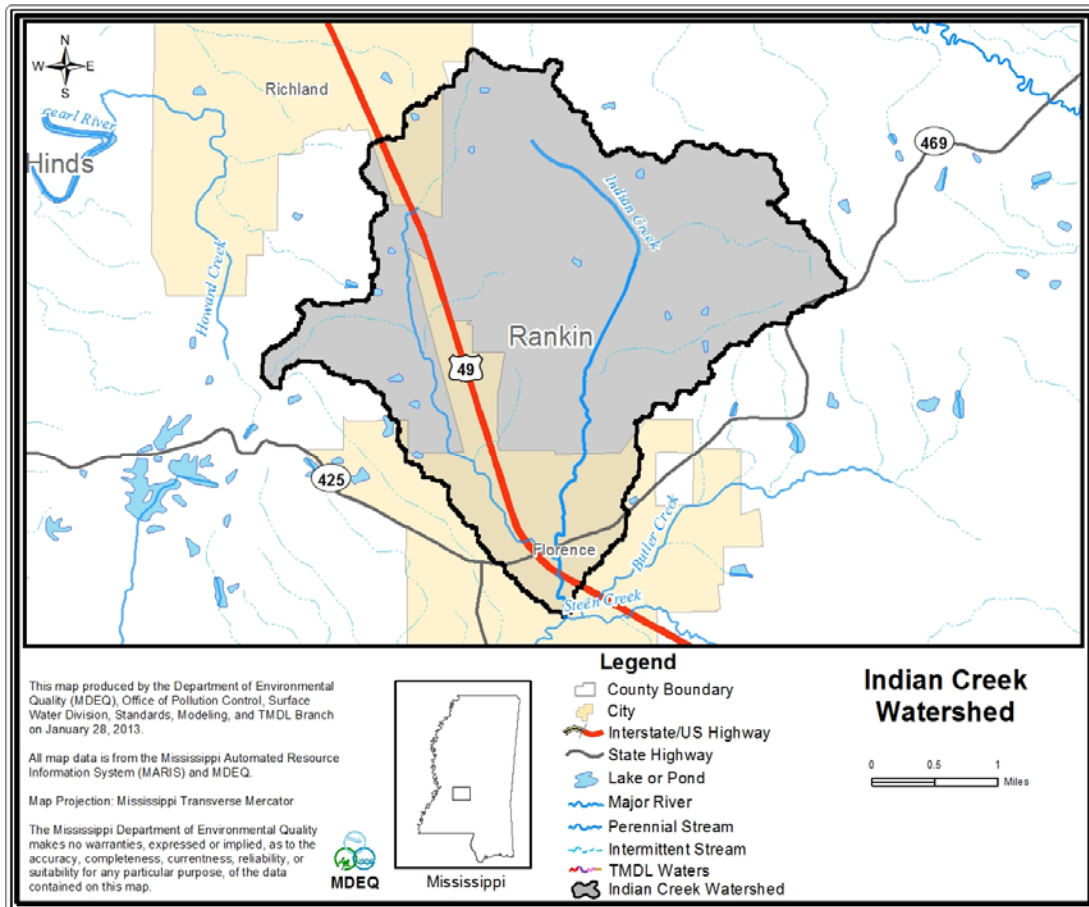 N
W E
S
Richland
Pearl River
Hinds
469
Indian Creek
Howard Creek
Rankin
49
425
Florence
Butler Creek
Steen Creek
This map produced by the Department of Environmental
Quality (MDEQ), Office of Pollution Control, Surface
Water Division, Standards, Modeling, and TMDL Branch
on January 28, 2013.
All map data is from the Mississippi Automated Resource
Information System (MARIS) and MDEQ.
Map Projection: Mississippi Transverse Mercator
The Mississippi Department of Environmental Quality
makes no warranties, expressed or implied, as to the
accuracy, completeness, currentness, reliability, or
suitability for any particular purpose, of the data
contained on this map.
MDEQ
Mississippi
Legend
County Boundary
City
Interstate/US Highway
State Highway
Lake or Pond
Major River
Perennial Stream
Intermittent Stream
TMDL Waters
Indian Creek Watershed
Indian Creek
Watershed
0 0.5 1
Miles